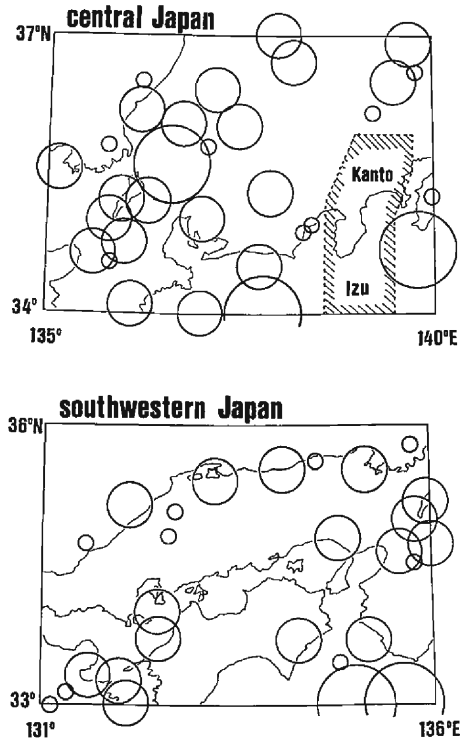 central Japan
37°N
Kanto
Izu
34°
135°
140°E
southwestern Japan
36°N
33°
131°
136°E